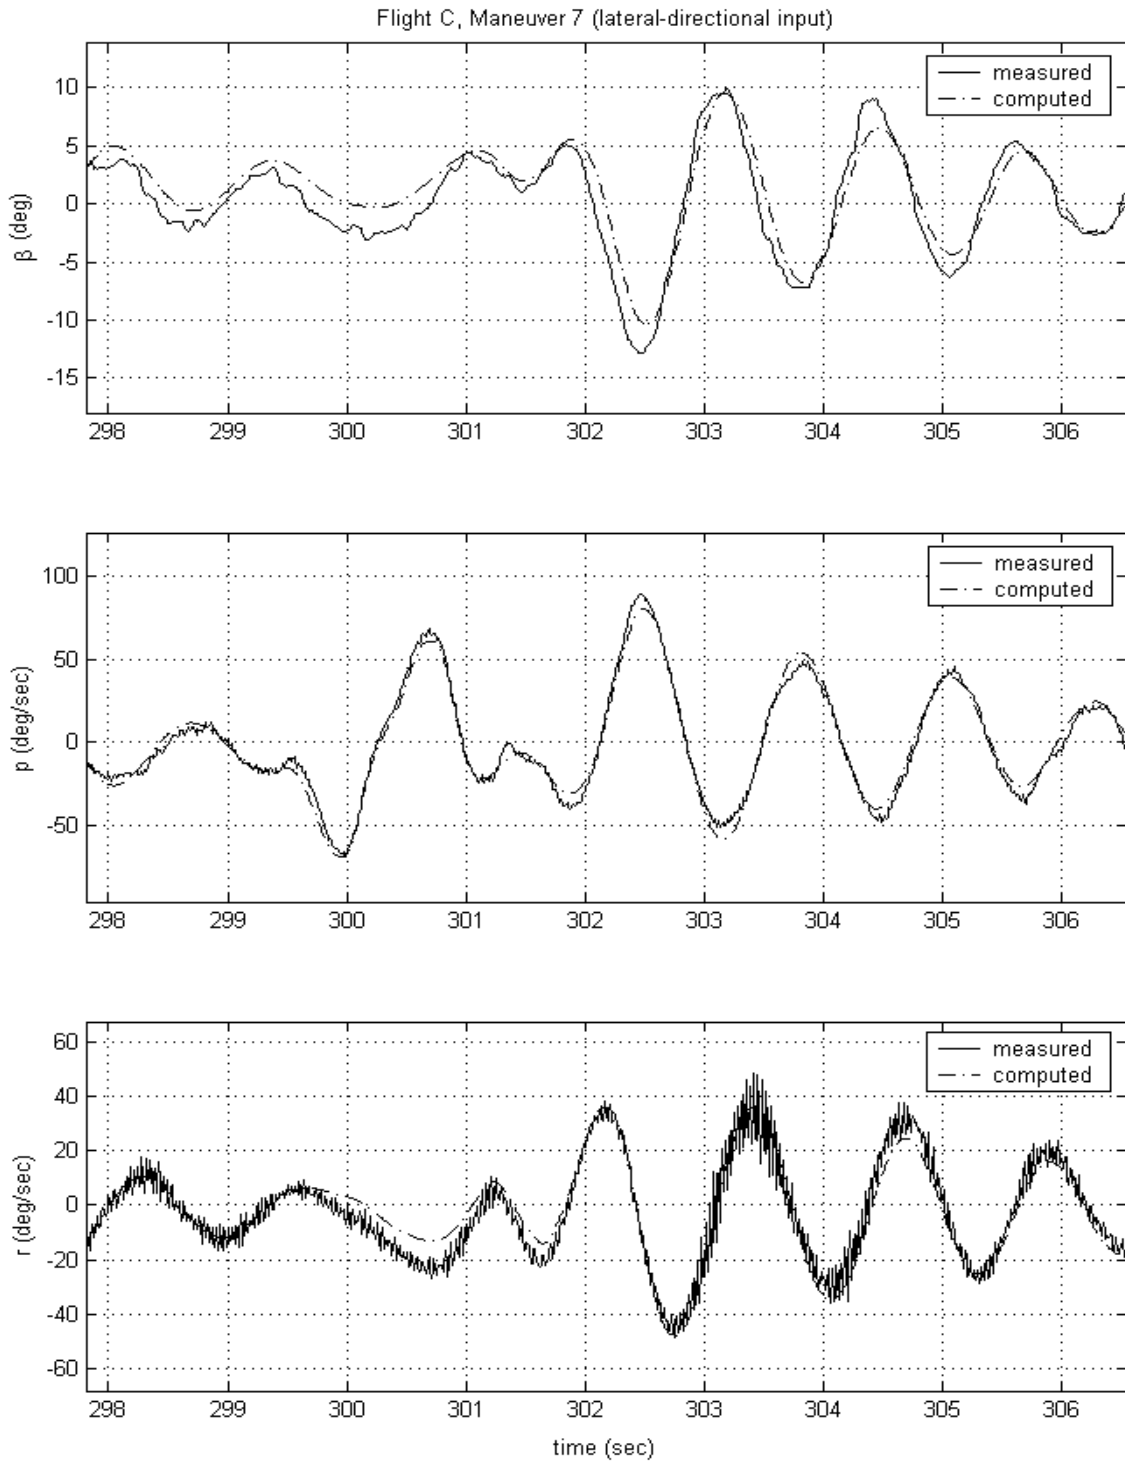 Flight C, Maneuver 7 (lateral-directional input)
measured
computed
10
5
0
-5
-10
-15
β (deg)
298 299 300 301 302 303 304 305 306
measured
computed
100
50
0
-50
p (deg/sec)
298 299 300 301 302 303 304 305 306
measured
computed
60
40
20
0
-20
-40
-60
r (deg/sec)
298 299 300 301 302 303 304 305 306
time (sec)